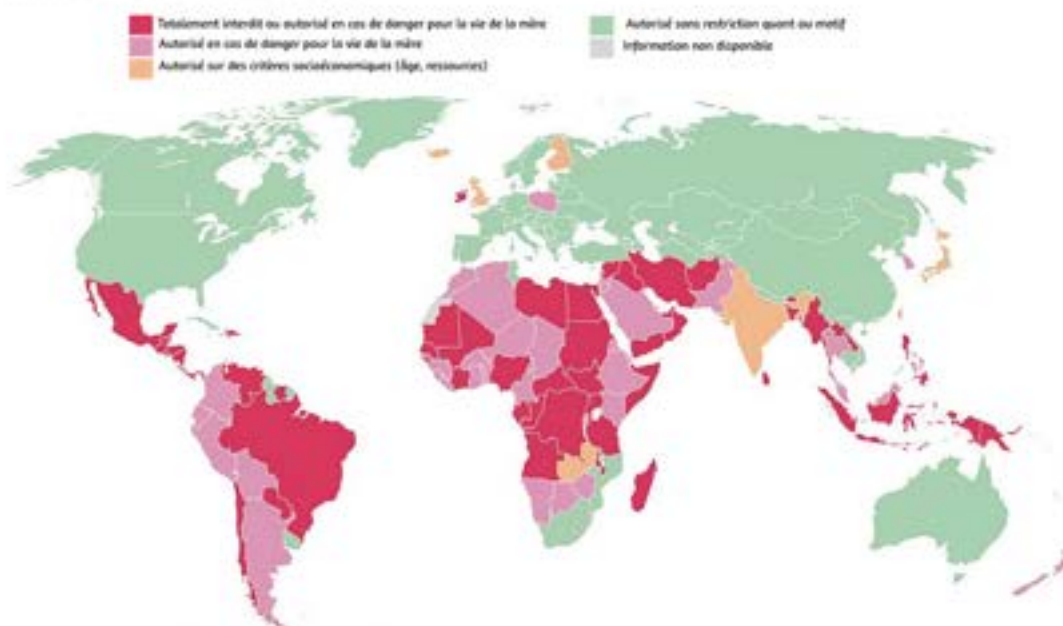 Totalement interdit ou autorisé en cas de danger pour la vie de la mère
Autorisé en cas de danger pour la vie de la mère
Autorisé sur des critères socioéconomiques (âge, ressources)
Autorisé sans restriction quant au motif
Information non disponible